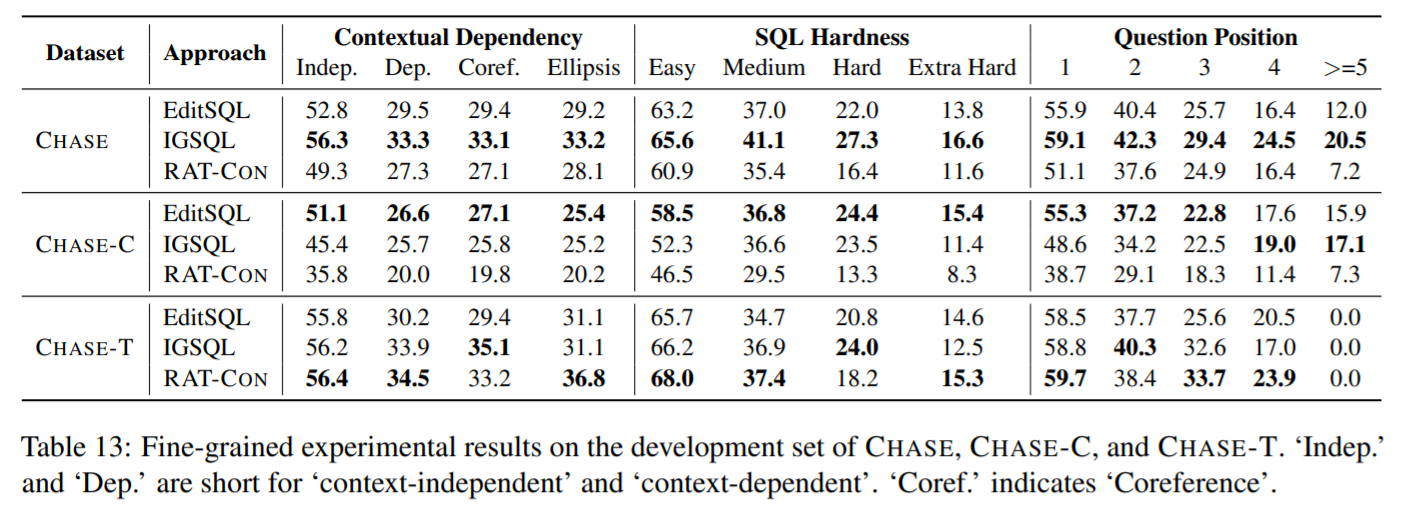 Dataset Approach Contextual Dependency SQL Hardness Question Position
Indep. Dep. Coref. Ellipsis Easy Medium Hard Extra Hard 1 2 3 4 >=5
EditSQL 52.8 29.5 29.4 29.2 63.2 37.0 22.0 13.8 55.9 40.4 25.7 16.4 12.0
CHASE IGSQL 56.3 33.3 33.1 33.2 65.6 41.1 27.3 16.6 59.1 42.3 29.4 24.5 20.5
RAT-CON 49.3 27.3 27.1 28.1 60.9 35.4 16.4 11.6 51.1 37.6 24.9 16.4 7.2
EditSQL 51.1 26.6 27.1 25.4 58.5 36.8 24.4 15.4 55.3 37.2 22.8 17.6 15.9
CHASE-C IGSQL 45.4 25.7 25.8 25.2 52.3 36.6 23.5 11.4 48.6 34.2 22.5 19.0 17.1
RAT-CON 35.8 20.0 19.8 20.2 46.5 29.5 13.3 8.3 38.7 29.1 18.3 11.4 7.3
EditSQL 55.8 30.2 29.4 31.1 65.7 34.7 20.8 14.6 58.5 37.7 25.6 20.5 0.0
CHASE-T IGSQL 56.2 33.9 35.1 31.1 66.2 36.9 24.0 12.5 58.8 40.3 32.6 17.0 0.0
RAT-CON 56.4 34.5 33.2 36.8 68.0 37.4 18.2 15.3 59.7 38.4 33.7 23.9 0.0
Table 13: Fine-grained experimental results on the development set of CHASE, CHASE-C, and CHASE-T. ‘Indep.’
and ‘Dep.’ are short for ‘context-independent’ and ‘context-dependent’. ‘Coref.’ indicates ‘Coreference’.